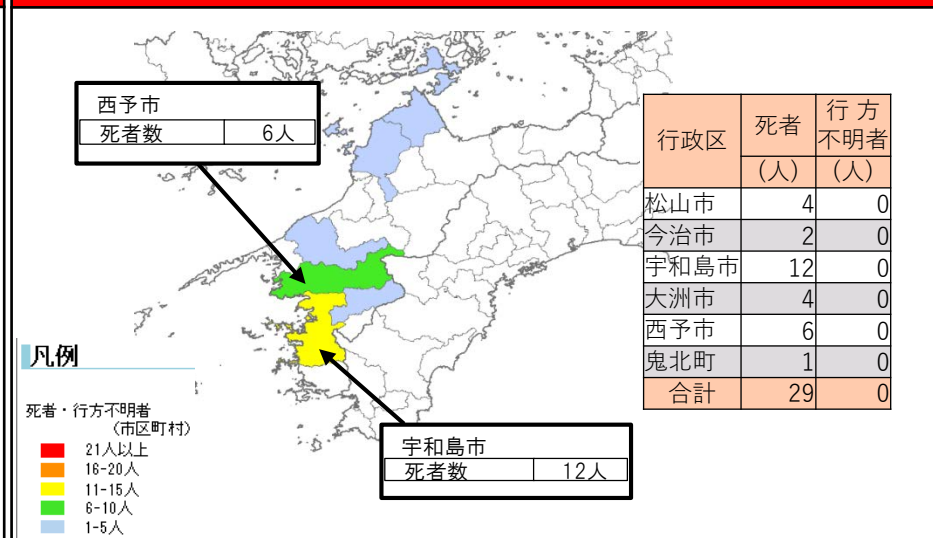 西予市
死者数 6人
行政区 死者 行方不明者
(人) (人)
松山市 4 0
今治市 2 0
宇和島市 12 0
大洲市 4 0
西予市 6 0
鬼北町 1 0
合計 29 0
宇和島市
死者数 12人
凡例
死者・行方不明者
(市区町村)
21人以上
16-20人
11-15人
6-10人
1-5人